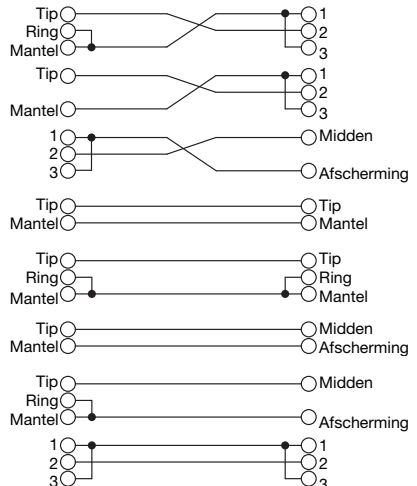 Tip 1
Ring 2
Mantel 3
Tip 1
2
Mantel 3
1 Midden
2
3 Afscherming
Tip Tip
Mantel Mantel
Tip Tip
Ring Ring
Mantel Mantel
Tip Midden
Mantel Afscherming
Tip Midden
Ring
Mantel Afscherming
1 1
2 2
3 3